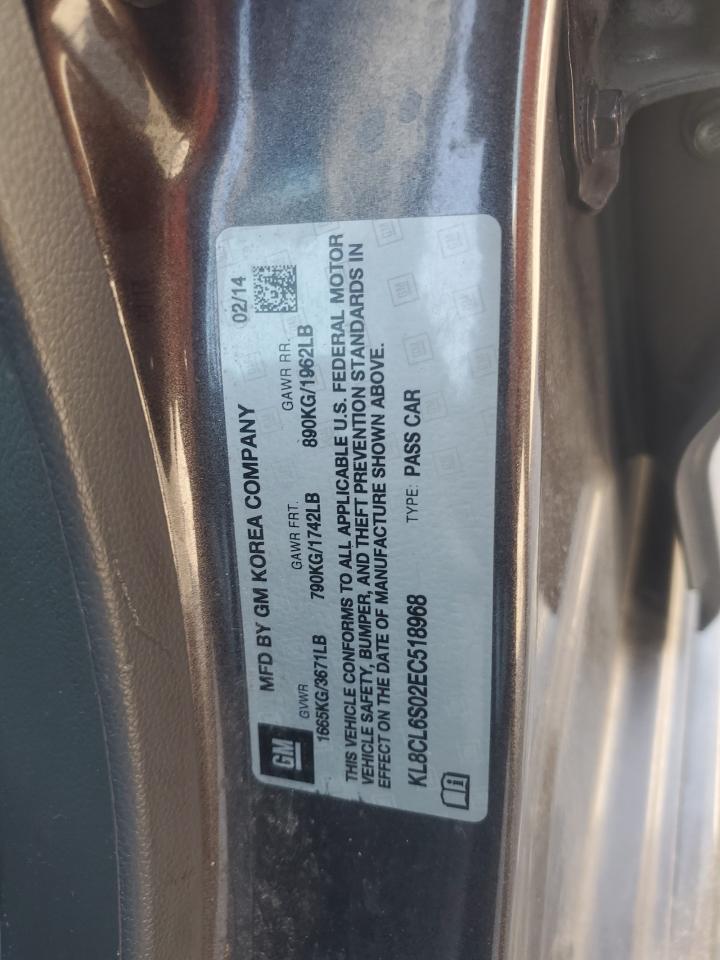 GM
MFD BY GM KOREA COMPANY
02/14
GVWR
GAWR FRT.
GAWR RR.
1665KG/3671LB
790KG/1742LB
890KG/1962LB
THIS VEHICLE CONFORMS TO ALL APPLICABLE U.S. FEDERAL MOTOR
VEHICLE SAFETY, BUMPER, AND THEFT PREVENTION STANDARDS IN
EFFECT ON THE DATE OF MANUFACTURE SHOWN ABOVE.
KL8CL6S02EC518968
TYPE: PASS CAR